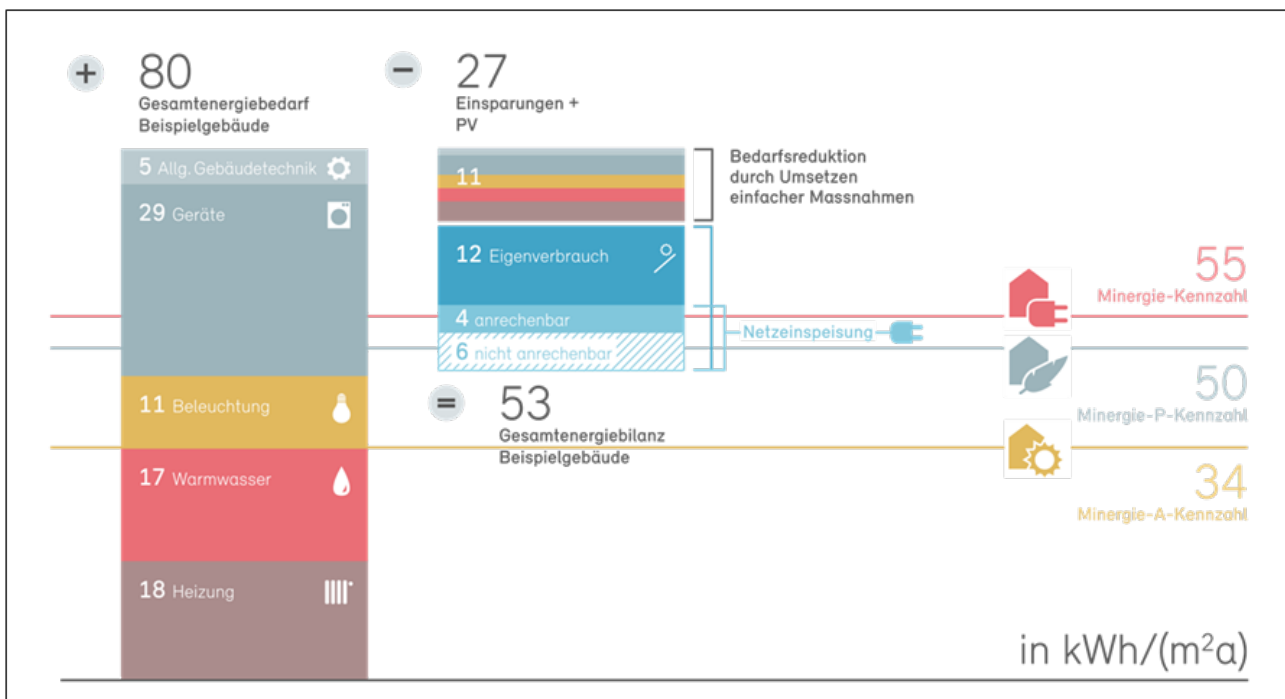 + 80
Gesamtenergiebedarf
Beispielgebäude
5 Allg. Gebäudetechnik
29 Geräte
11 Beleuchtung
17 Warmwasser
18 Heizung
– 27
Einsparungen +
PV
11
Bedarfsreduktion
durch Umsetzen
einfacher Massnahmen
12 Eigenverbrauch
4 anrechenbar
6 nicht anrechenbar
Netzeinspeisung
= 53
Gesamtenergiebilanz
Beispielgebäude
55
Minergie-Kennzahl
50
Minergie-P-Kennzahl
34
Minergie-A-Kennzahl
in kWh/(m²a)